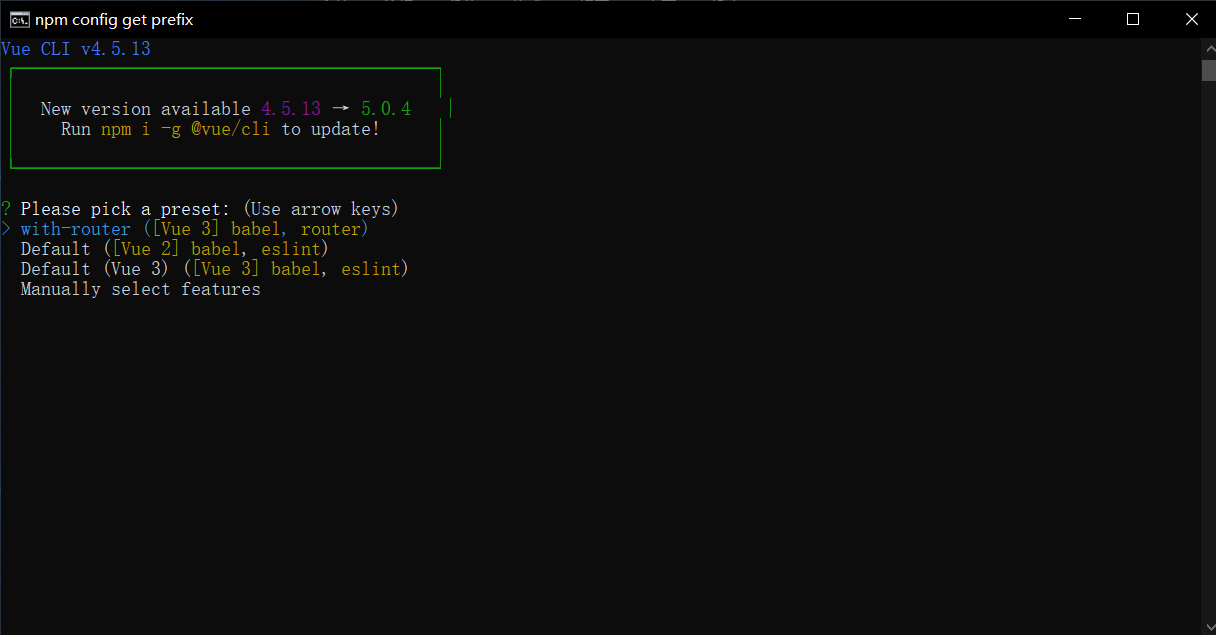 npm config get prefix
Vue CLI v4.5.13
New version available 4.5.13 → 5.0.4
Run npm i -g @vue/cli to update!
? Please pick a preset: (Use arrow keys)
> with-router ([Vue 3] babel, router)
Default ([Vue 2] babel, eslint)
Default (Vue 3) ([Vue 3] babel, eslint)
Manually select features